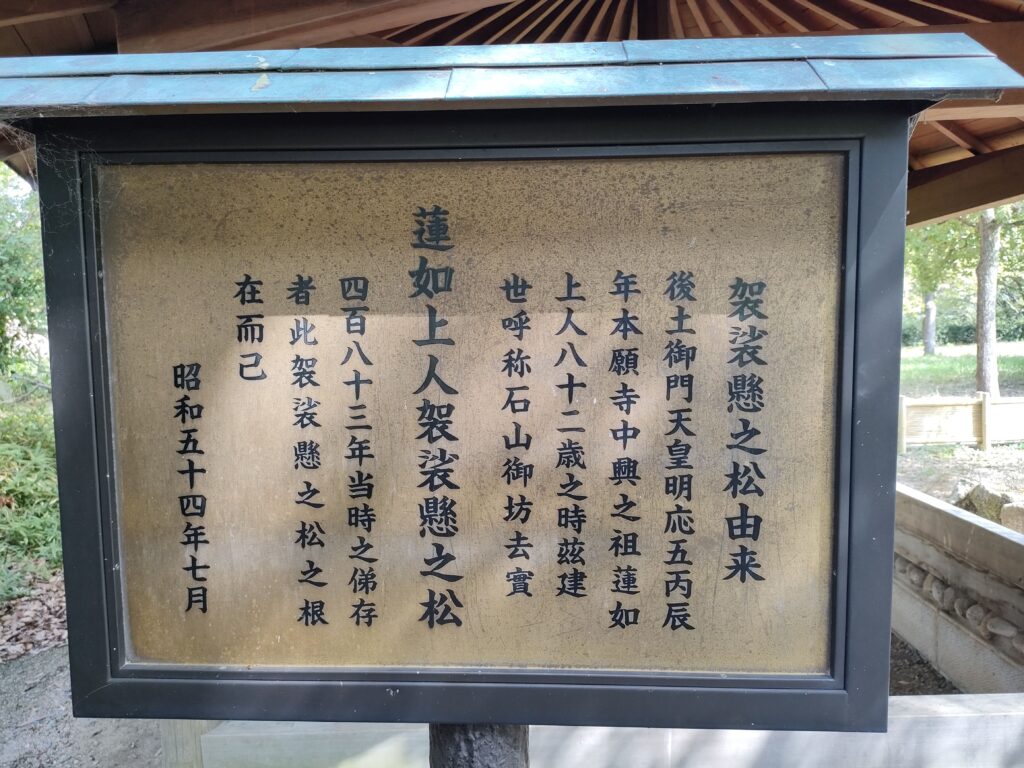 袈裟懸之松由来
後土御門天皇明応五丙辰
年本願寺中興之祖蓮如
上人八十二歳之時茲建
世呼称石山御坊去實
蓮如上人袈裟懸之松
四百八十三年当時之俤存
者此袈裟懸之松之根
在而已
昭和五十四年七月